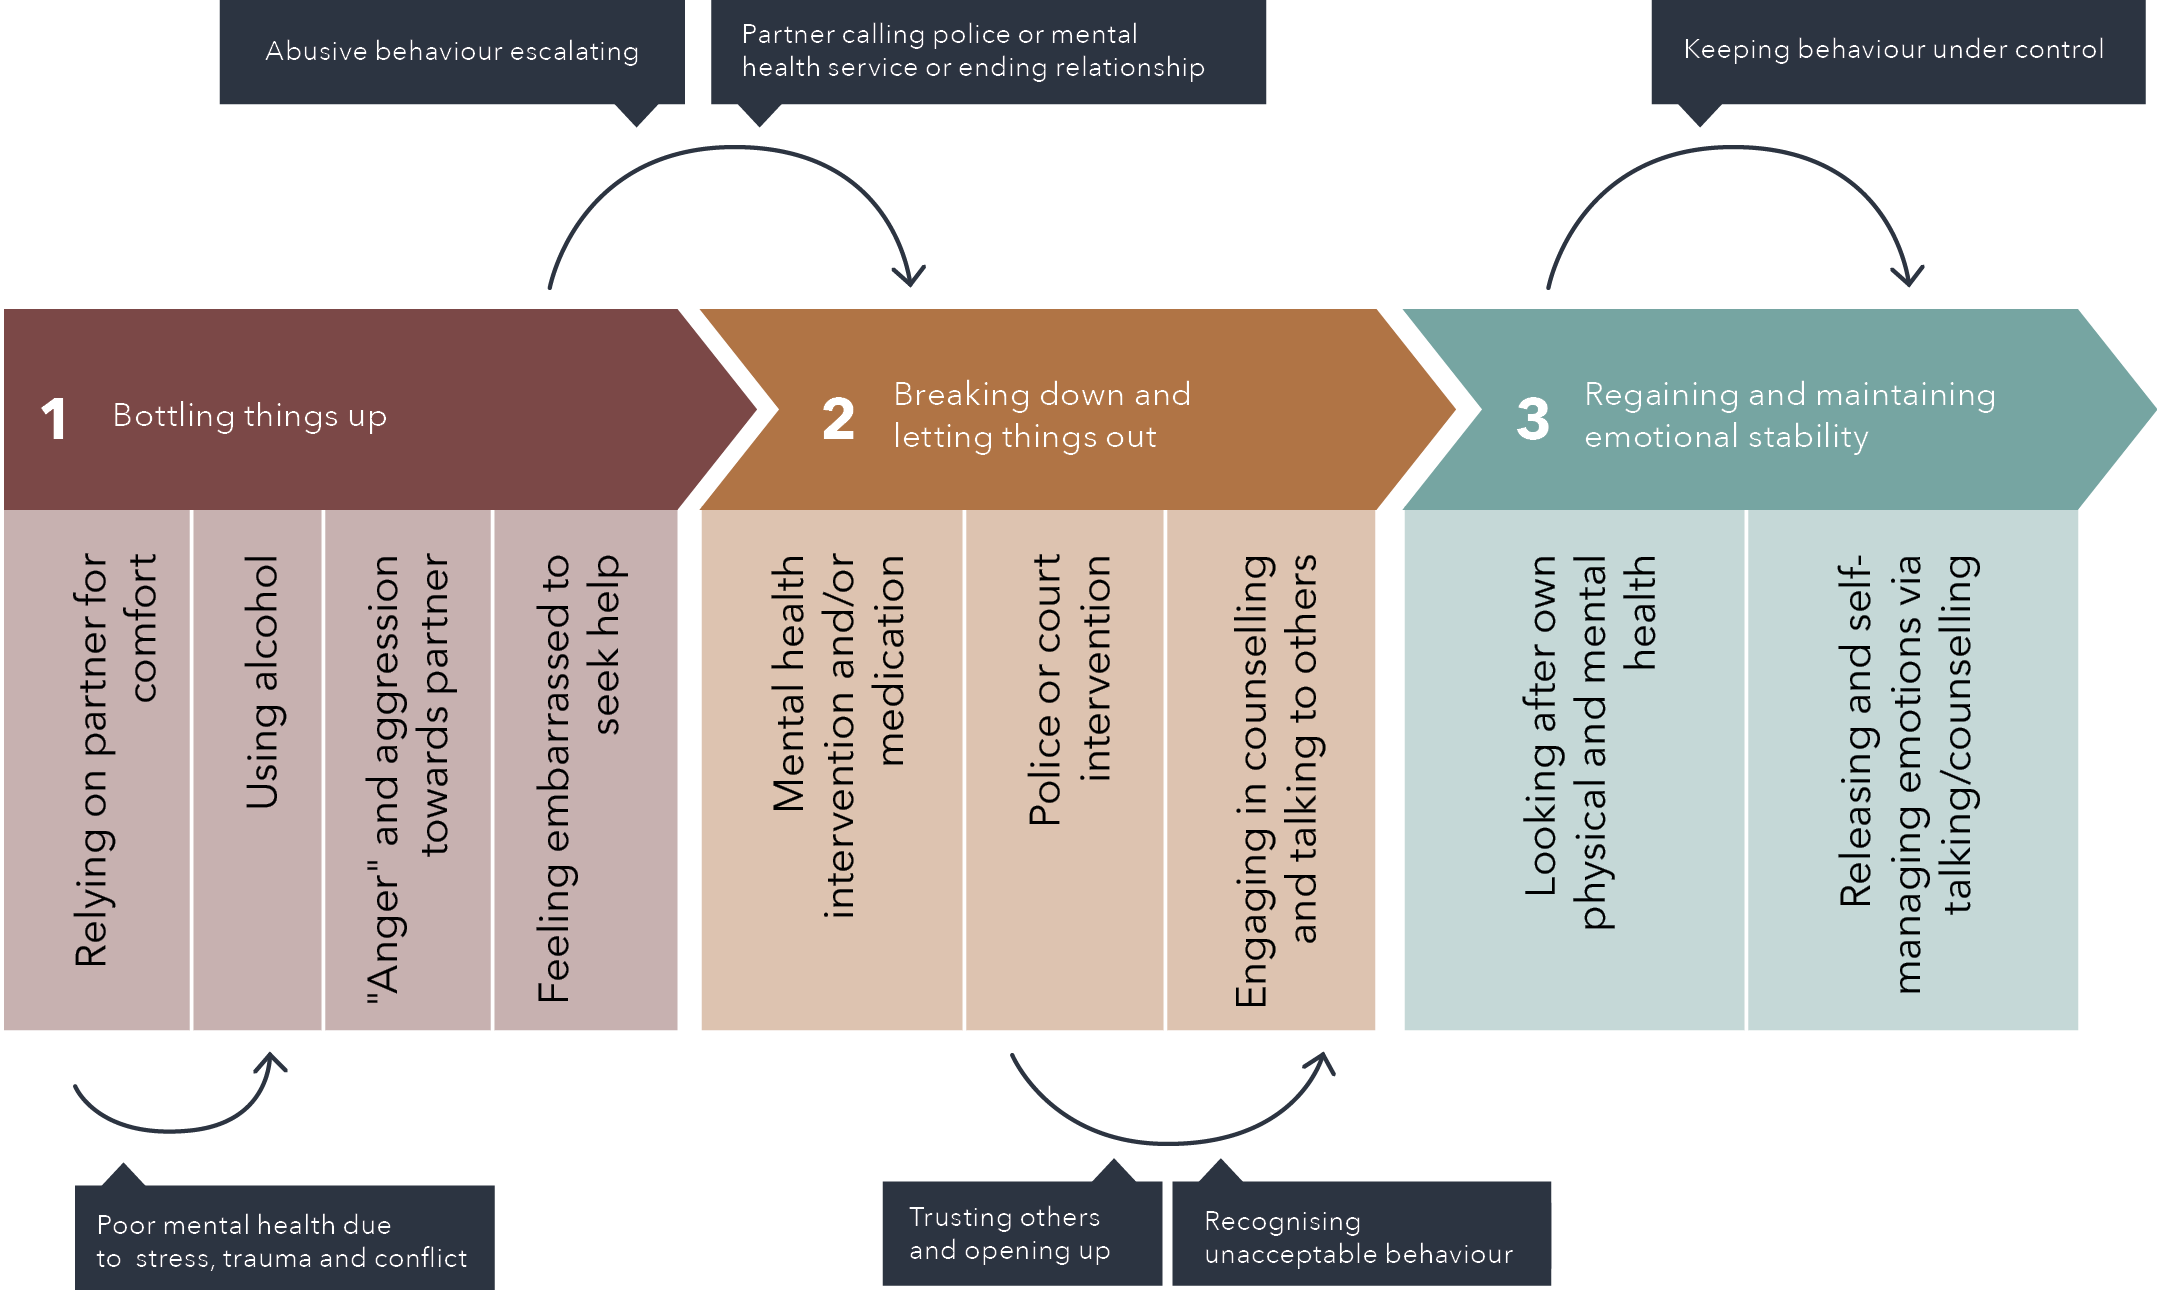 Abusive behaviour escalating
Partner calling police or mental
health service or ending relationship
Keeping behaviour under control
1 Bottling things up
2 Breaking down and
letting things out
3 Regaining and maintaining
emotional stability
Relying on partner for
comfort
Using alcohol
"Anger" and aggression
towards partner
Feeling embarrassed to
seek help
Mental health
intervention and/or
medication
Police or court
intervention
Engaging in counselling
and talking to others
Looking after own
physical and mental
health
Releasing and self-
managing emotions via
talking/counselling
Poor mental health due
to stress, trauma and conflict
Trusting others
and opening up
Recognising
unacceptable behaviour